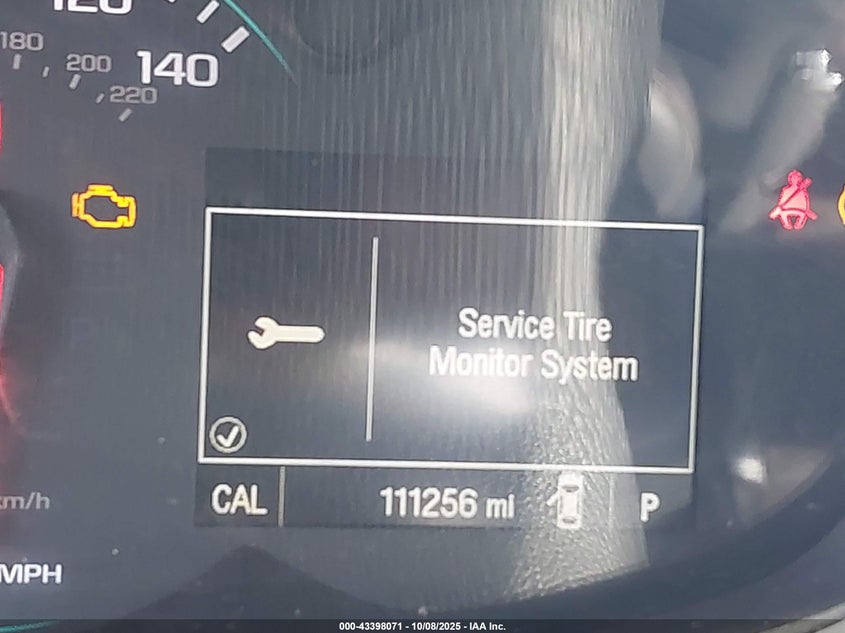 120
180
200
140
220
Service Tire
Monitor System
CAL
111256 mi
P
km/h
MPH
000-43398071 - 10/08/2025 - IAA Inc.